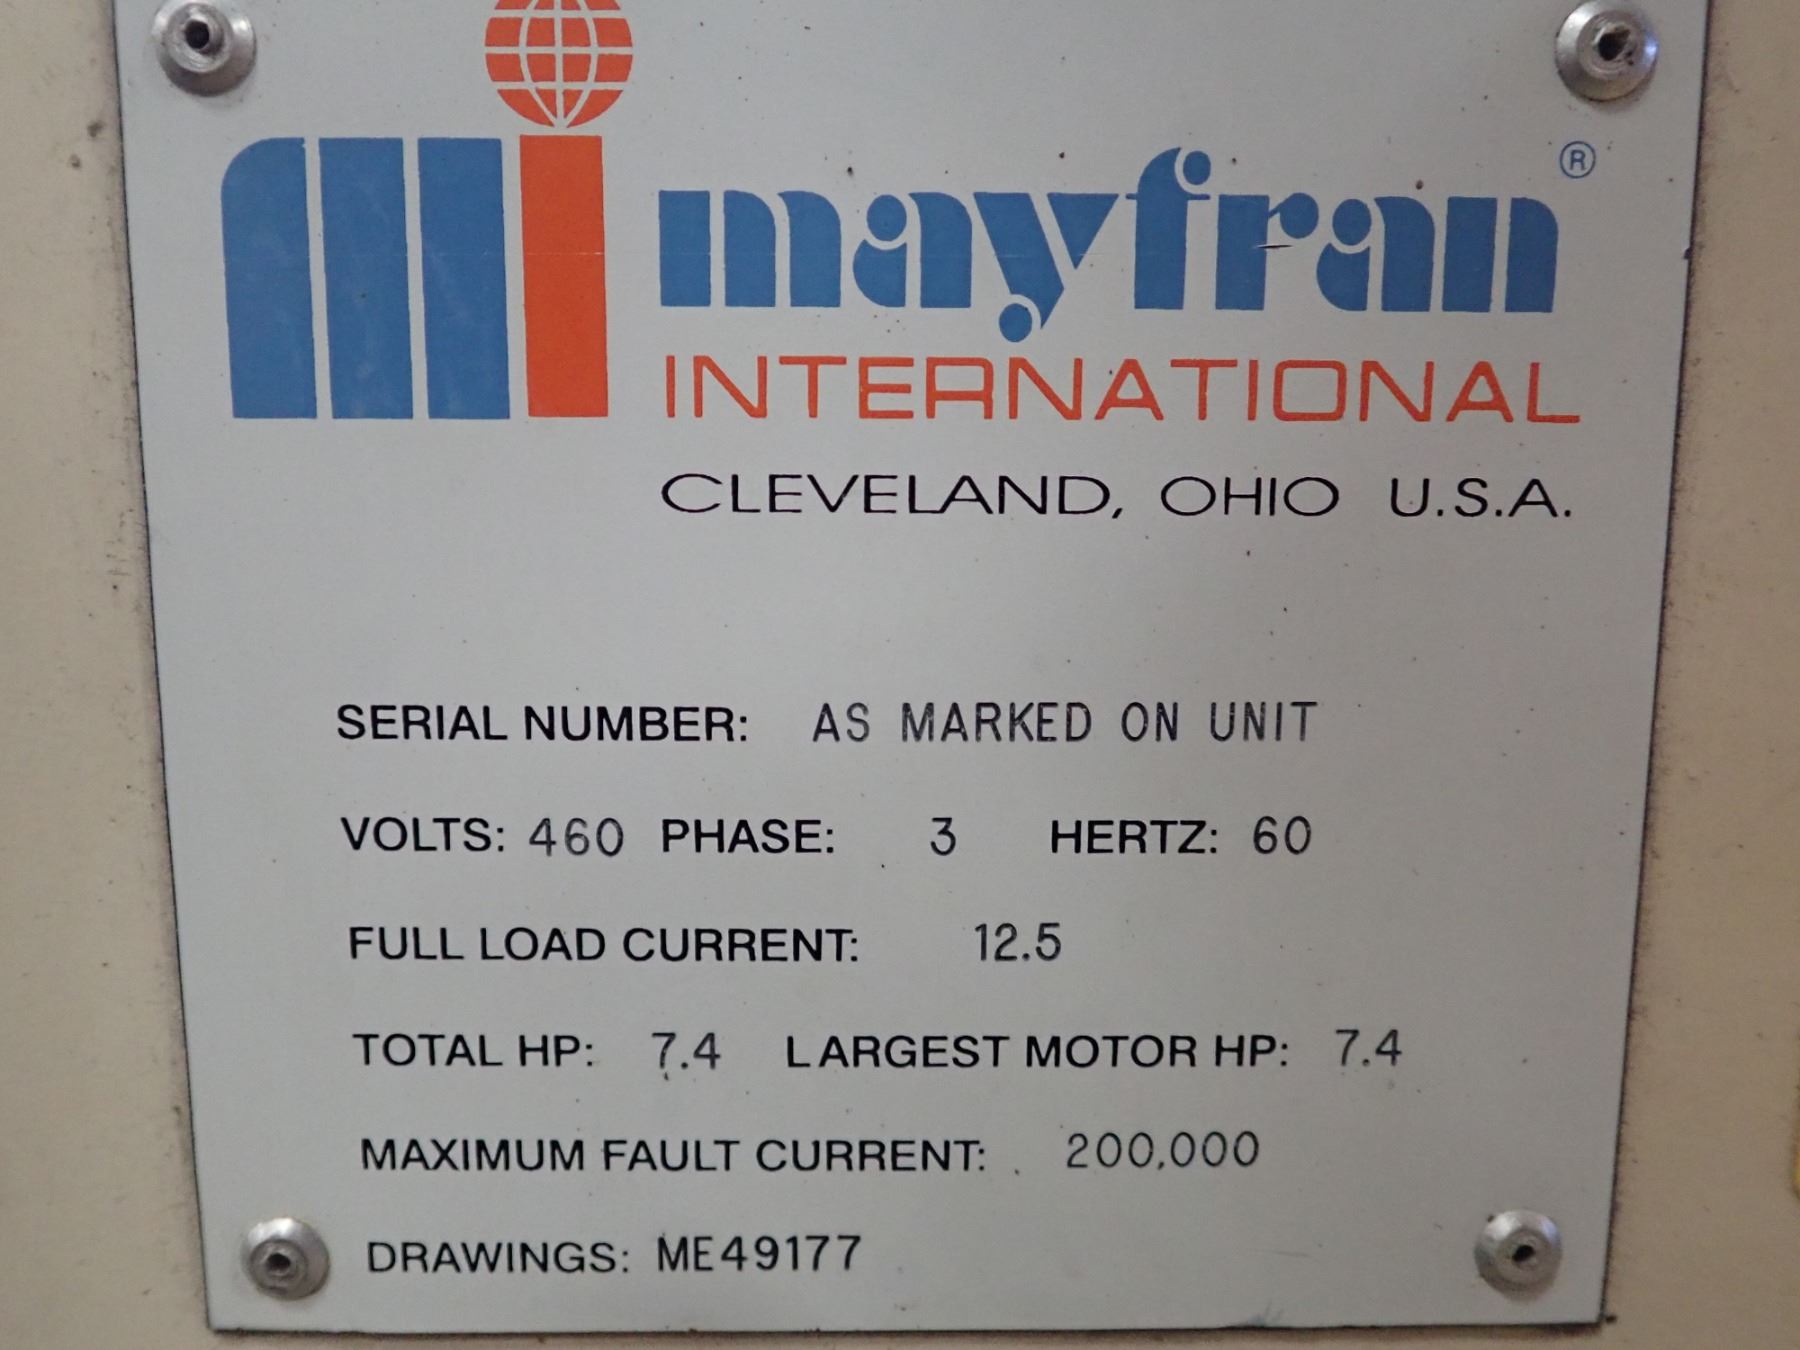 mi mayfran ®
INTERNATIONAL
CLEVELAND, OHIO U.S.A.
SERIAL NUMBER: AS MARKED ON UNIT
VOLTS: 460 PHASE: 3 HERTZ: 60
FULL LOAD CURRENT: 12.5
TOTAL HP: 7.4 LARGEST MOTOR HP: 7.4
MAXIMUM FAULT CURRENT: 200,000
DRAWINGS: ME49177